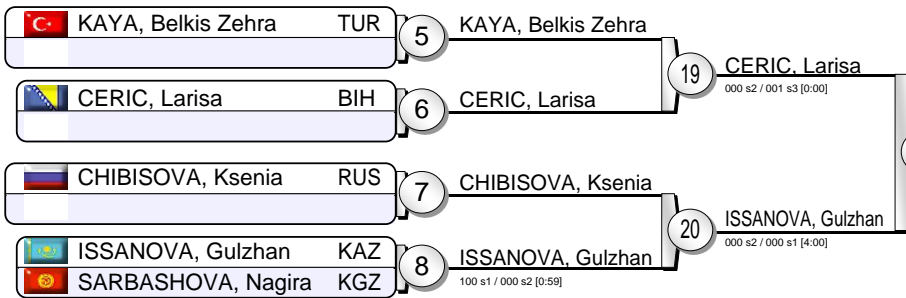 KAYA, Belkis Zehra TUR
5
KAYA, Belkis Zehra
19
CERIC, Larisa
000 s2 / 001 s3 [0:00]
CERIC, Larisa BIH
6
CERIC, Larisa
CHIBISOVA, Ksenia RUS
7
CHIBISOVA, Ksenia
20
ISSANOVA, Gulzhan
000 s2 / 000 s1 [4:00]
ISSANOVA, Gulzhan KAZ
SARBASHOVA, Nagira KGZ
8
ISSANOVA, Gulzhan
100 s1 / 000 s2 [0:59]